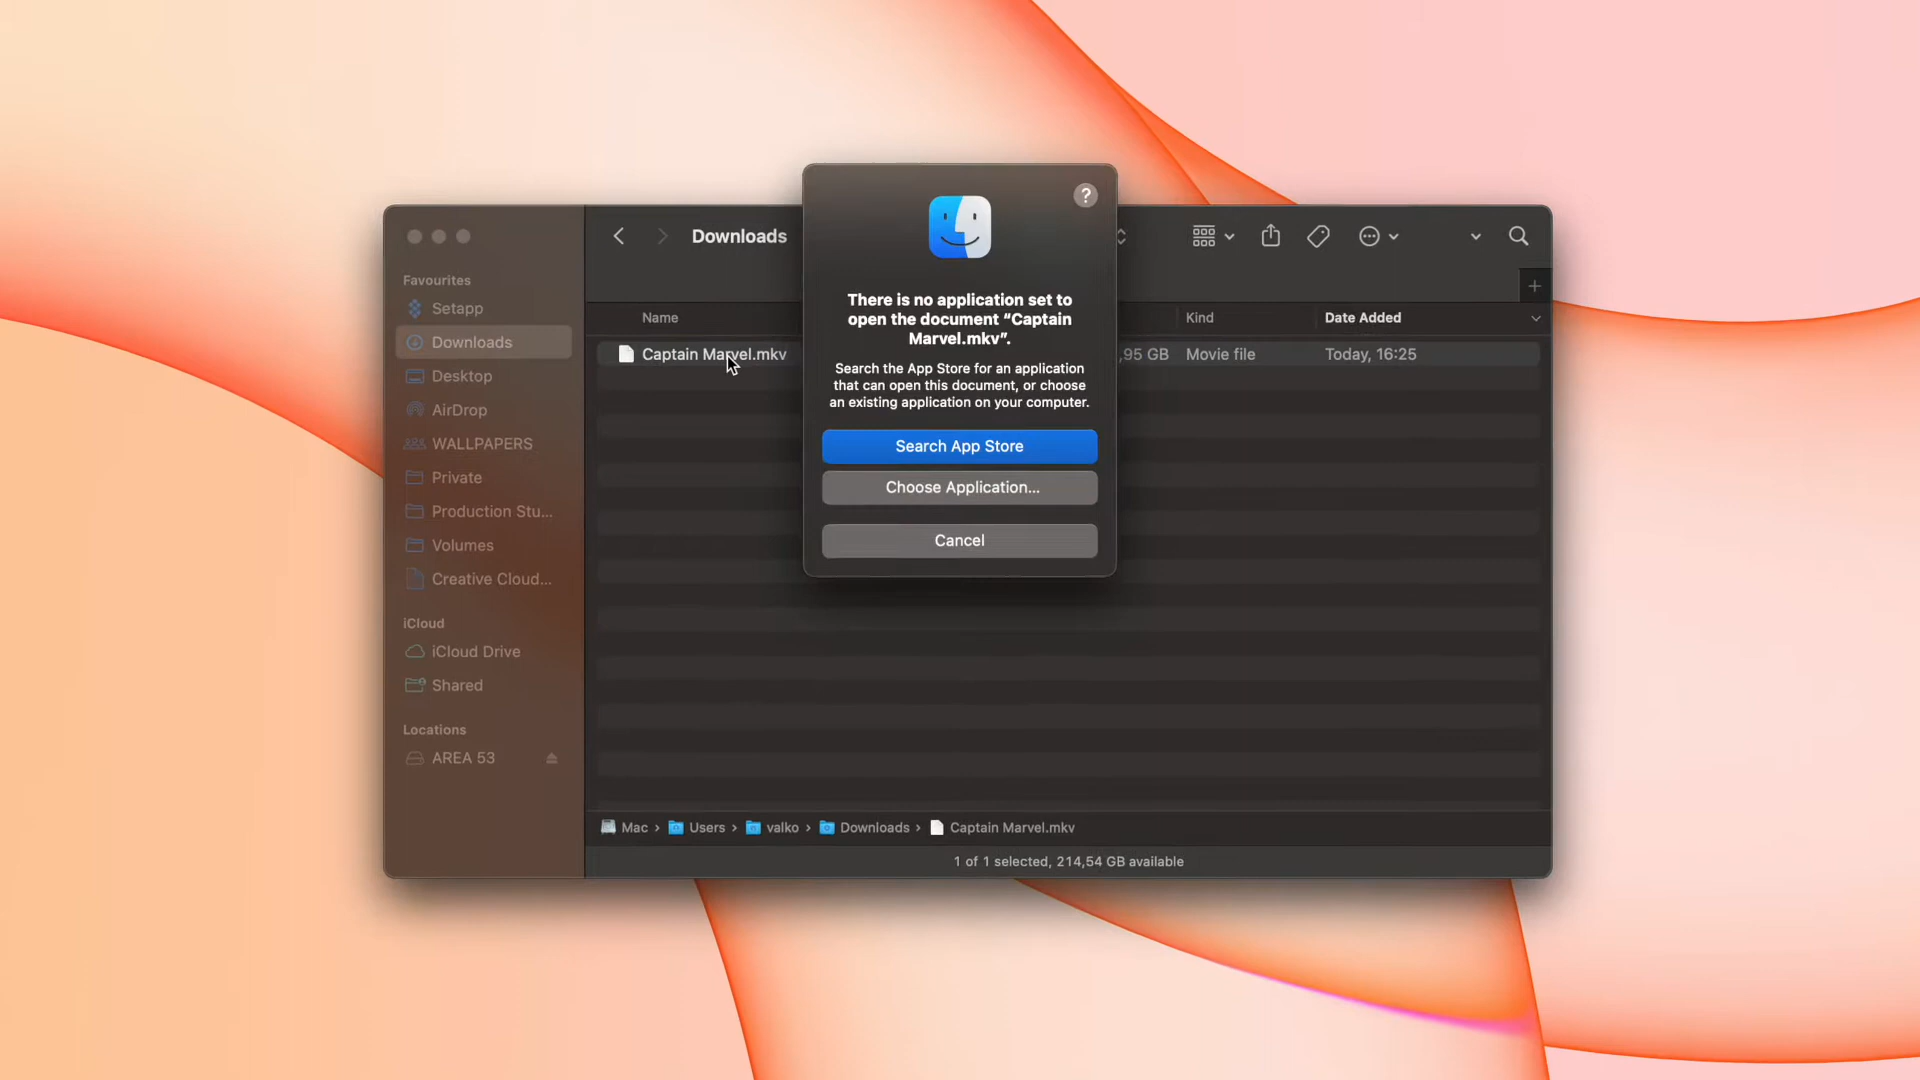 Downloads
Favourites
Setapp
Downloads
Desktop
AirDrop
WALLPAPERS
Private
Production Stu...
Volumes
Creative Cloud...
iCloud
iCloud Drive
Shared
Locations
AREA 53
Name
Kind
Date Added
Captain Marvel.mkv
,95 GB
Movie file
Today, 16:25
?
There is no application set to
open the document “Captain
Marvel.mkv”.
Search the App Store for an application
that can open this document, or choose
an existing application on your computer.
Search App Store
Choose Application...
Cancel
Mac › Users › valko › Downloads › Captain Marvel.mkv
1 of 1 selected, 214,54 GB available